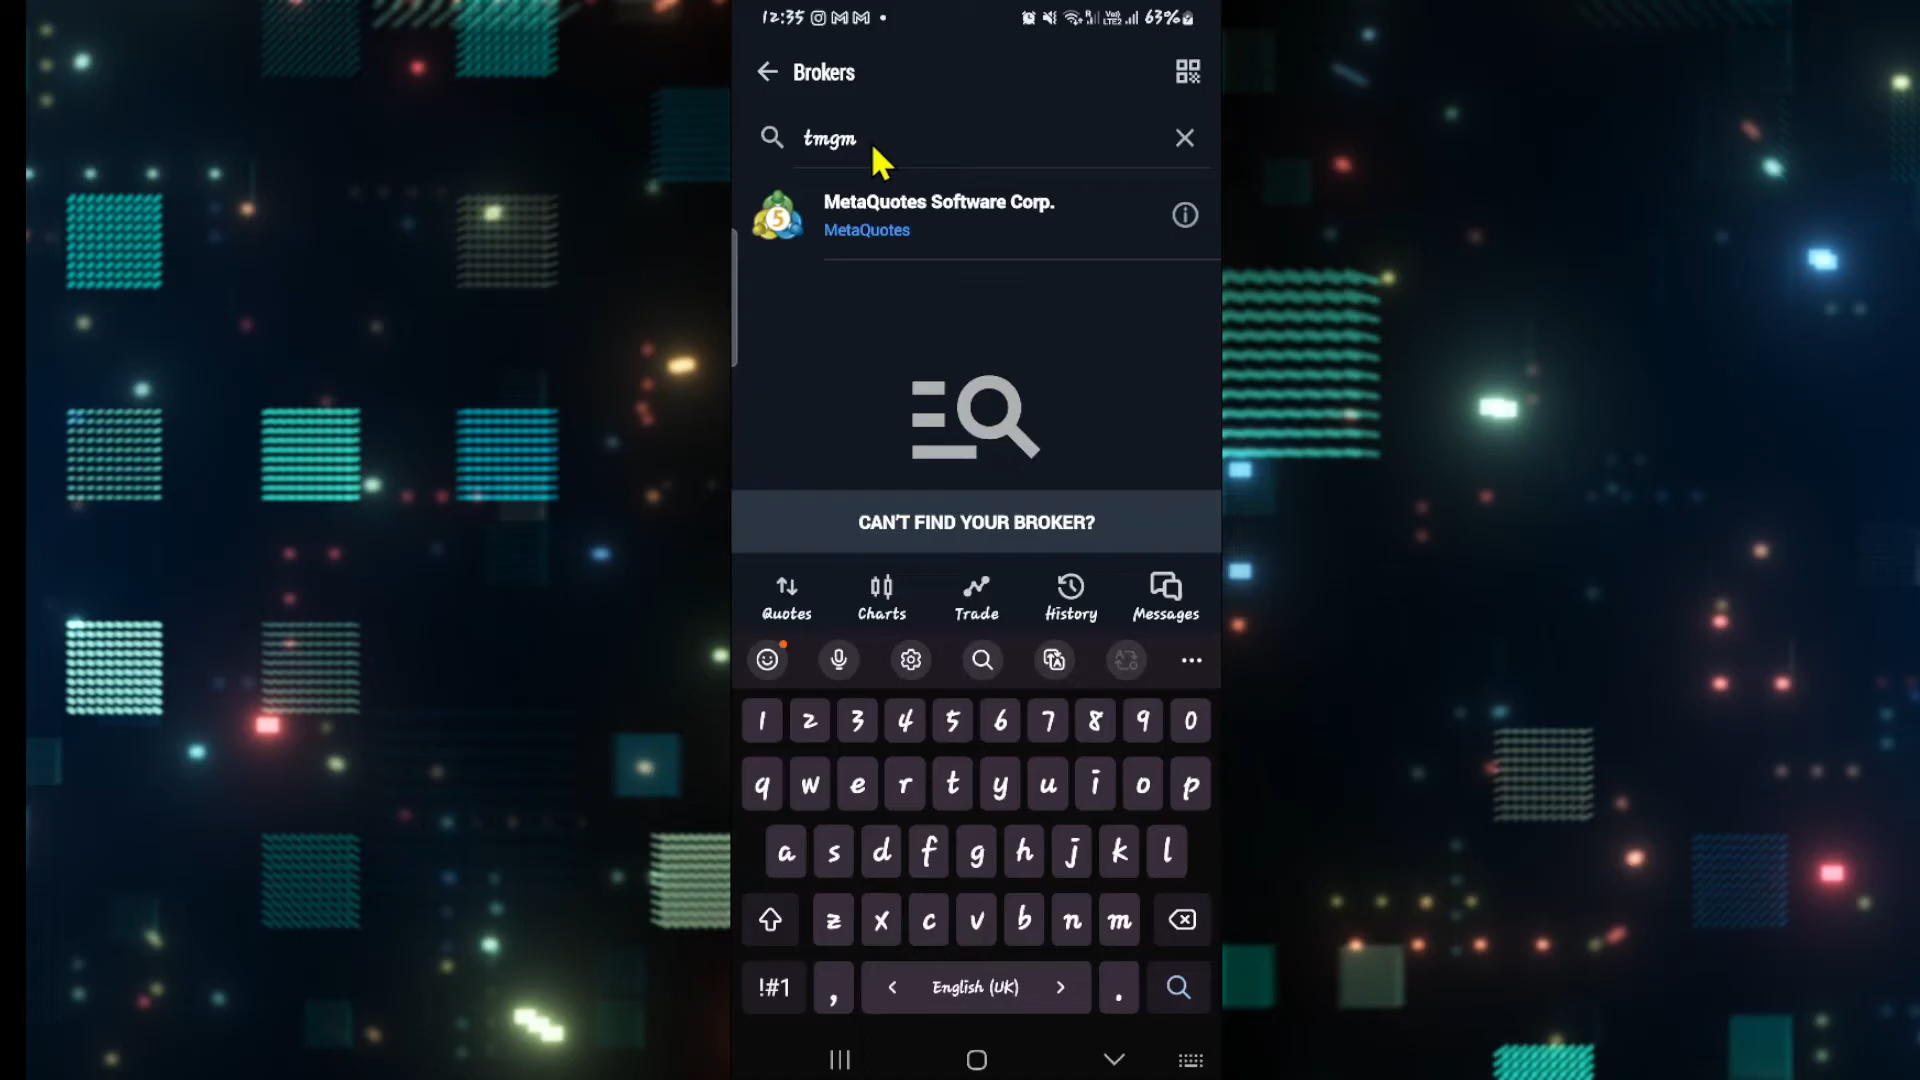 12:35
63%
Brokers
tmgm
MetaQuotes Software Corp.
MetaQuotes
CAN'T FIND YOUR BROKER?
Quotes Charts Trade History Messages
1 2 3 4 5 6 7 8 9 0
q w e r t y u i o p
a s d f g h j k l
z x c v b n m
!#1 , < English (UK) > .